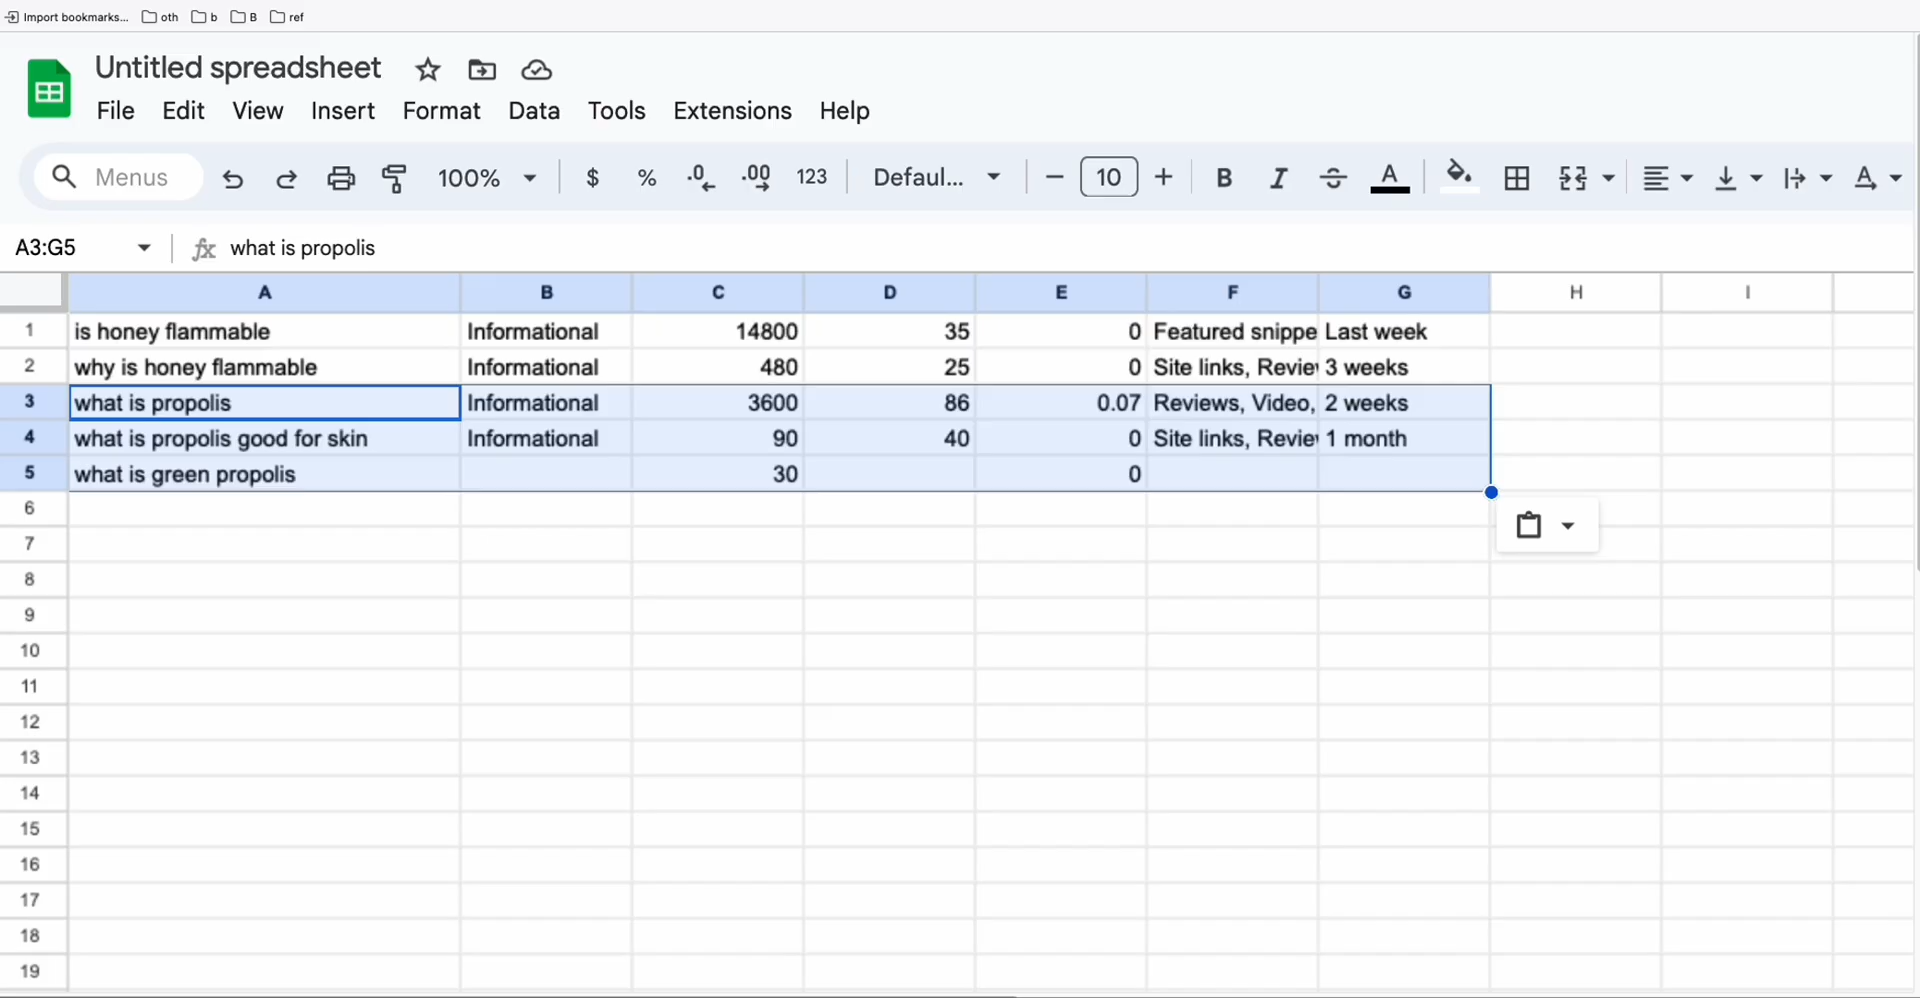 Import bookmarks... oth b B ref
Untitled spreadsheet
File Edit View Insert Format Data Tools Extensions Help
Menus 100% $ % .0 .00 123 Defaul... 10 B I A A
A3:G5 fx what is propolis
A B C D E F G H I
1 is honey flammable Informational 14800 35 0 Featured snippe Last week
2 why is honey flammable Informational 480 25 0 Site links, Review 3 weeks
3 what is propolis Informational 3600 86 0.07 Reviews, Video, 2 weeks
4 what is propolis good for skin Informational 90 40 0 Site links, Review 1 month
5 what is green propolis 30 0
6
7
8
9
10
11
12
13
14
15
16
17
18
19